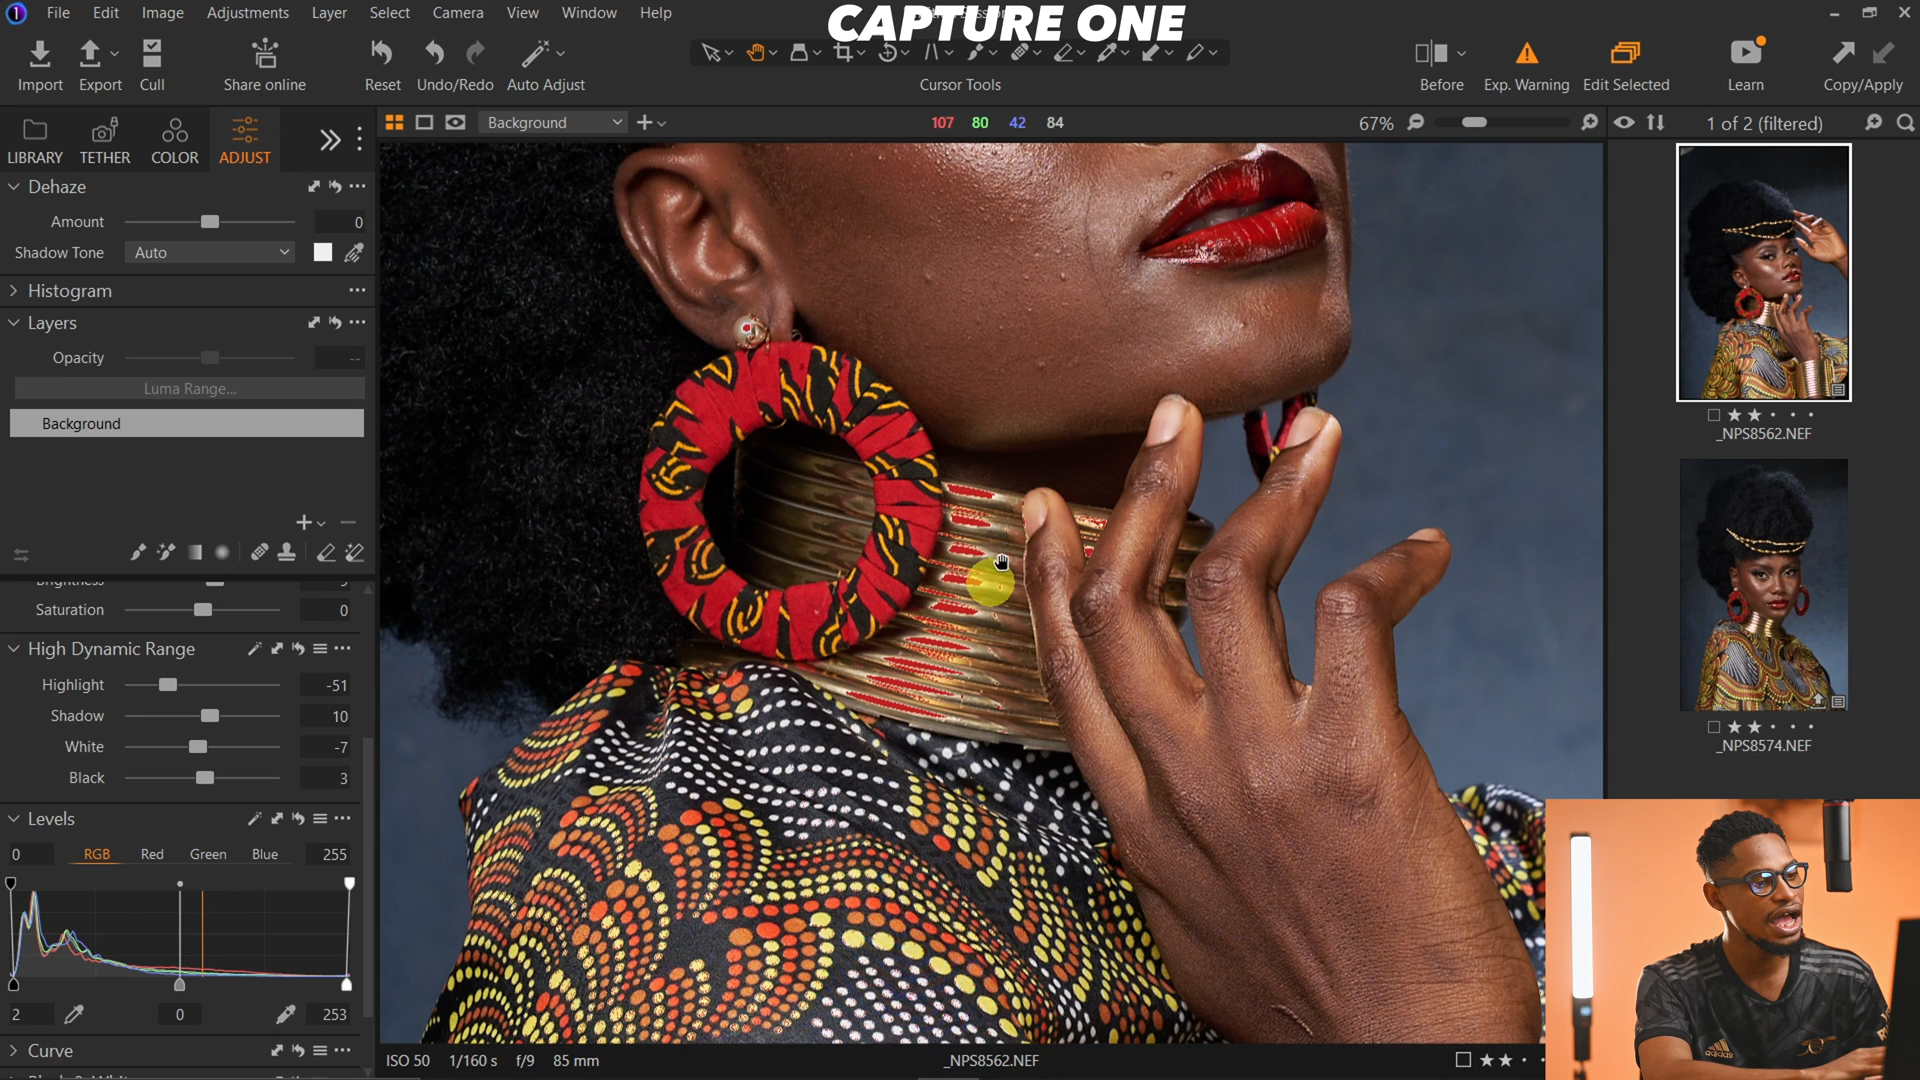 File Edit Image Adjustments Layer Select Camera View Window Help
CAPTURE ONE
Import Export Cull Share online Reset Undo/Redo Auto Adjust Cursor Tools Before Exp. Warning Edit Selected Learn Copy/Apply
LIBRARY TETHER COLOR ADJUST
Background
107 80 42 84
67%
1 of 2 (filtered)
Dehaze
Amount 0
Shadow Tone Auto
Histogram
Layers
Opacity --
Luma Range...
Background
Brightness
Saturation 0
High Dynamic Range
Highlight -51
Shadow 10
White -7
Black 3
Levels
0 RGB Red Green Blue 255
2 0 253
Curve
ISO 50 1/160 s f/9 85 mm
_NPS8562.NEF
_NPS8562.NEF
_NPS8574.NEF
adidas